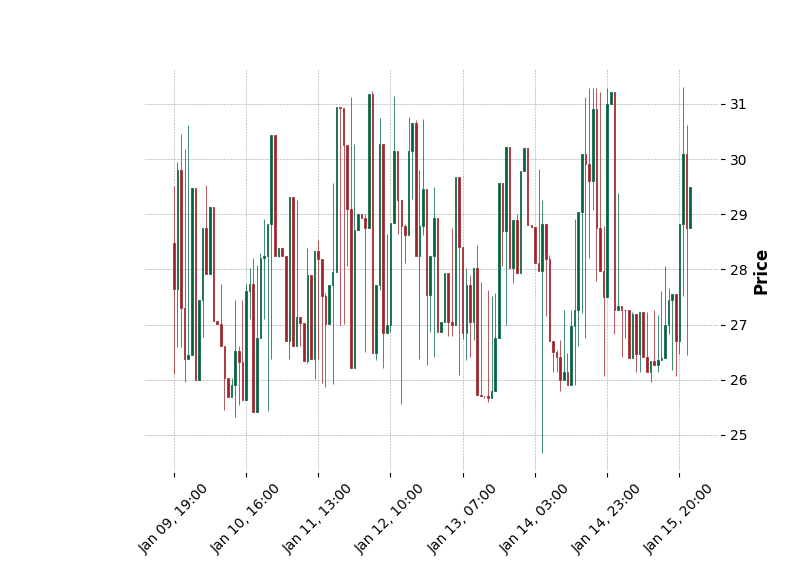 31
30
29
28
27
26
25
Price
Jan 09, 19:00
Jan 10, 16:00
Jan 11, 13:00
Jan 12, 10:00
Jan 13, 07:00
Jan 14, 03:00
Jan 14, 23:00
Jan 15, 20:00